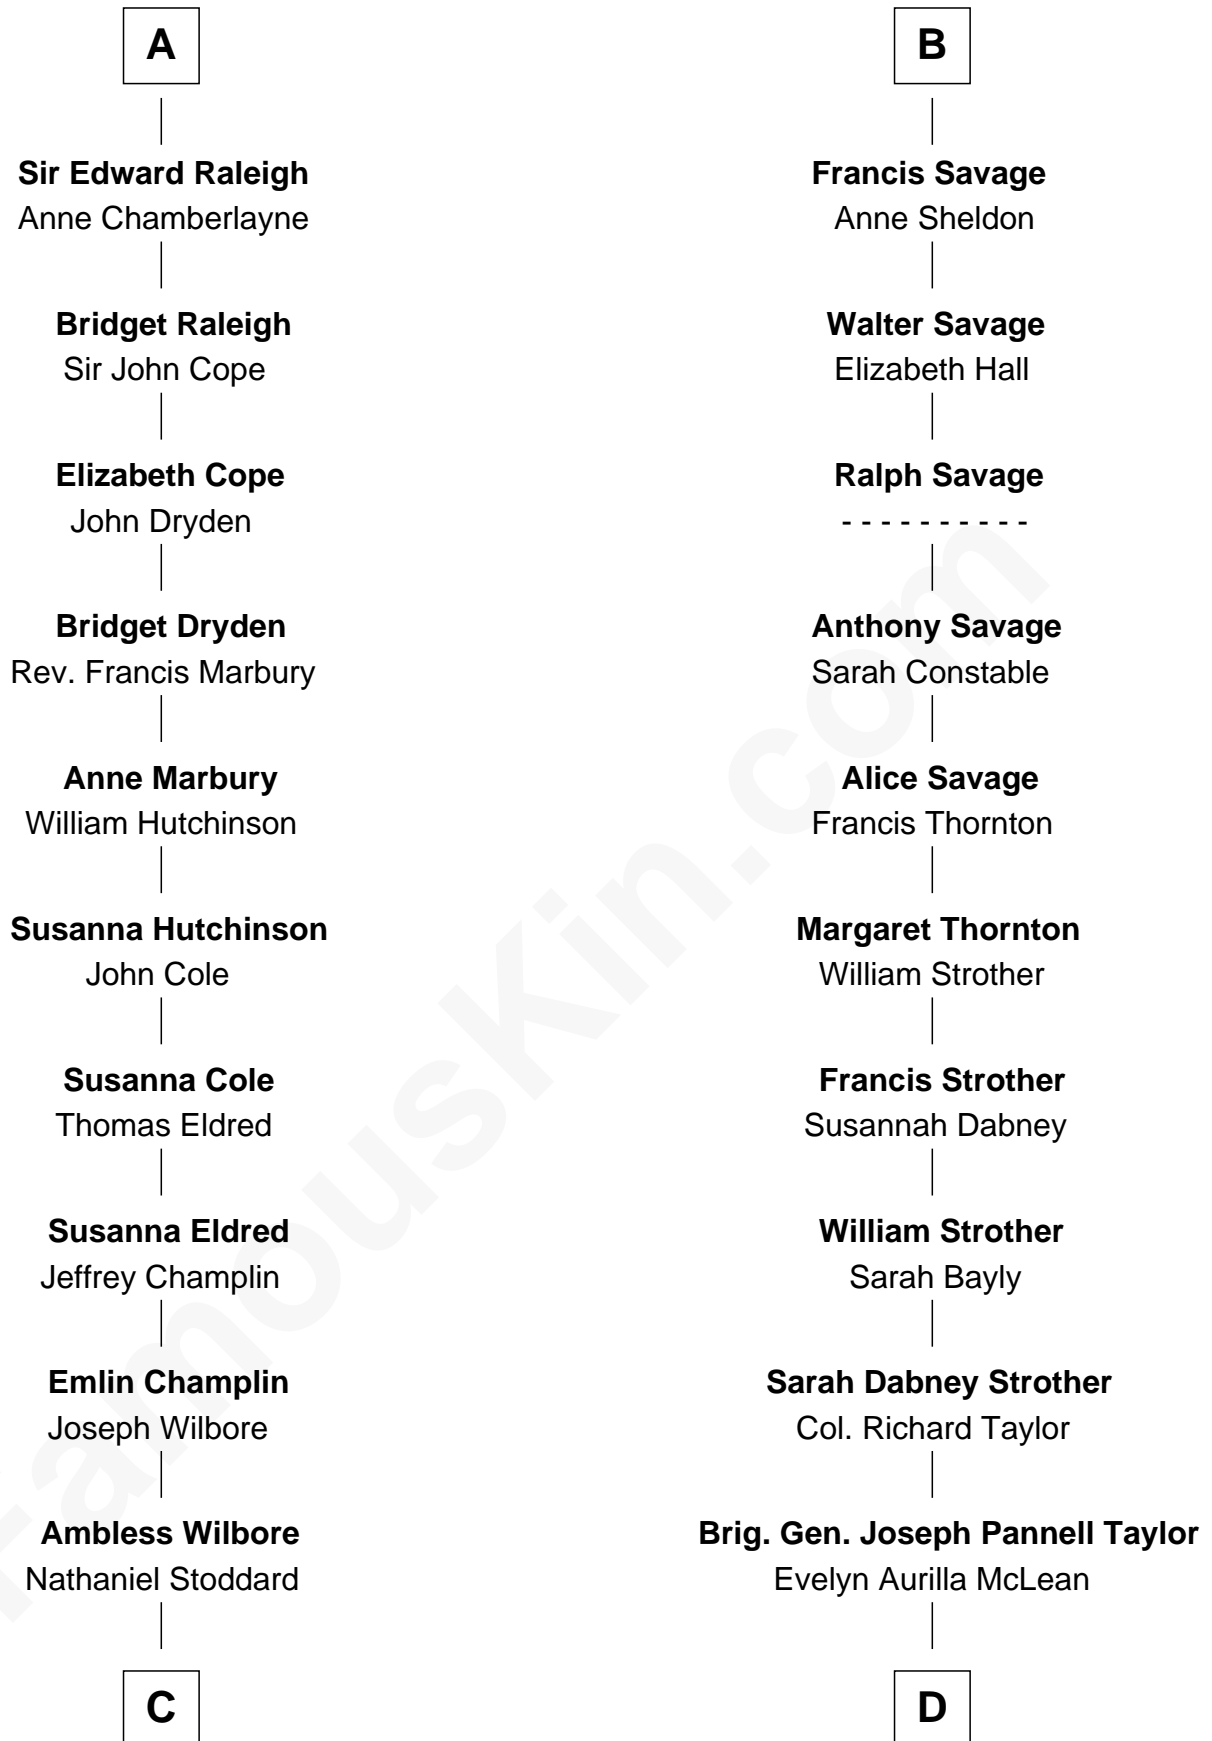 A
Sir Edward Raleigh
Anne Chamberlayne
Bridget Raleigh
Sir John Cope
Elizabeth Cope
John Dryden
Bridget Dryden
Rev. Francis Marbury
Anne Marbury
William Hutchinson
Susanna Hutchinson
John Cole
Susanna Cole
Thomas Eldred
Susanna Eldred
Jeffrey Champlin
Emlin Champlin
Joseph Wilbore
Ambless Wilbore
Nathaniel Stoddard
C
B
Francis Savage
Anne Sheldon
Walter Savage
Elizabeth Hall
Ralph Savage
- - - - - - - - - -
Anthony Savage
Sarah Constable
Alice Savage
Francis Thornton
Margaret Thornton
William Strother
Francis Strother
Susannah Dabney
William Strother
Sarah Bayly
Sarah Dabney Strother
Col. Richard Taylor
Brig. Gen. Joseph Pannell Taylor
Evelyn Aurilla McLean
D
FamousKin.com